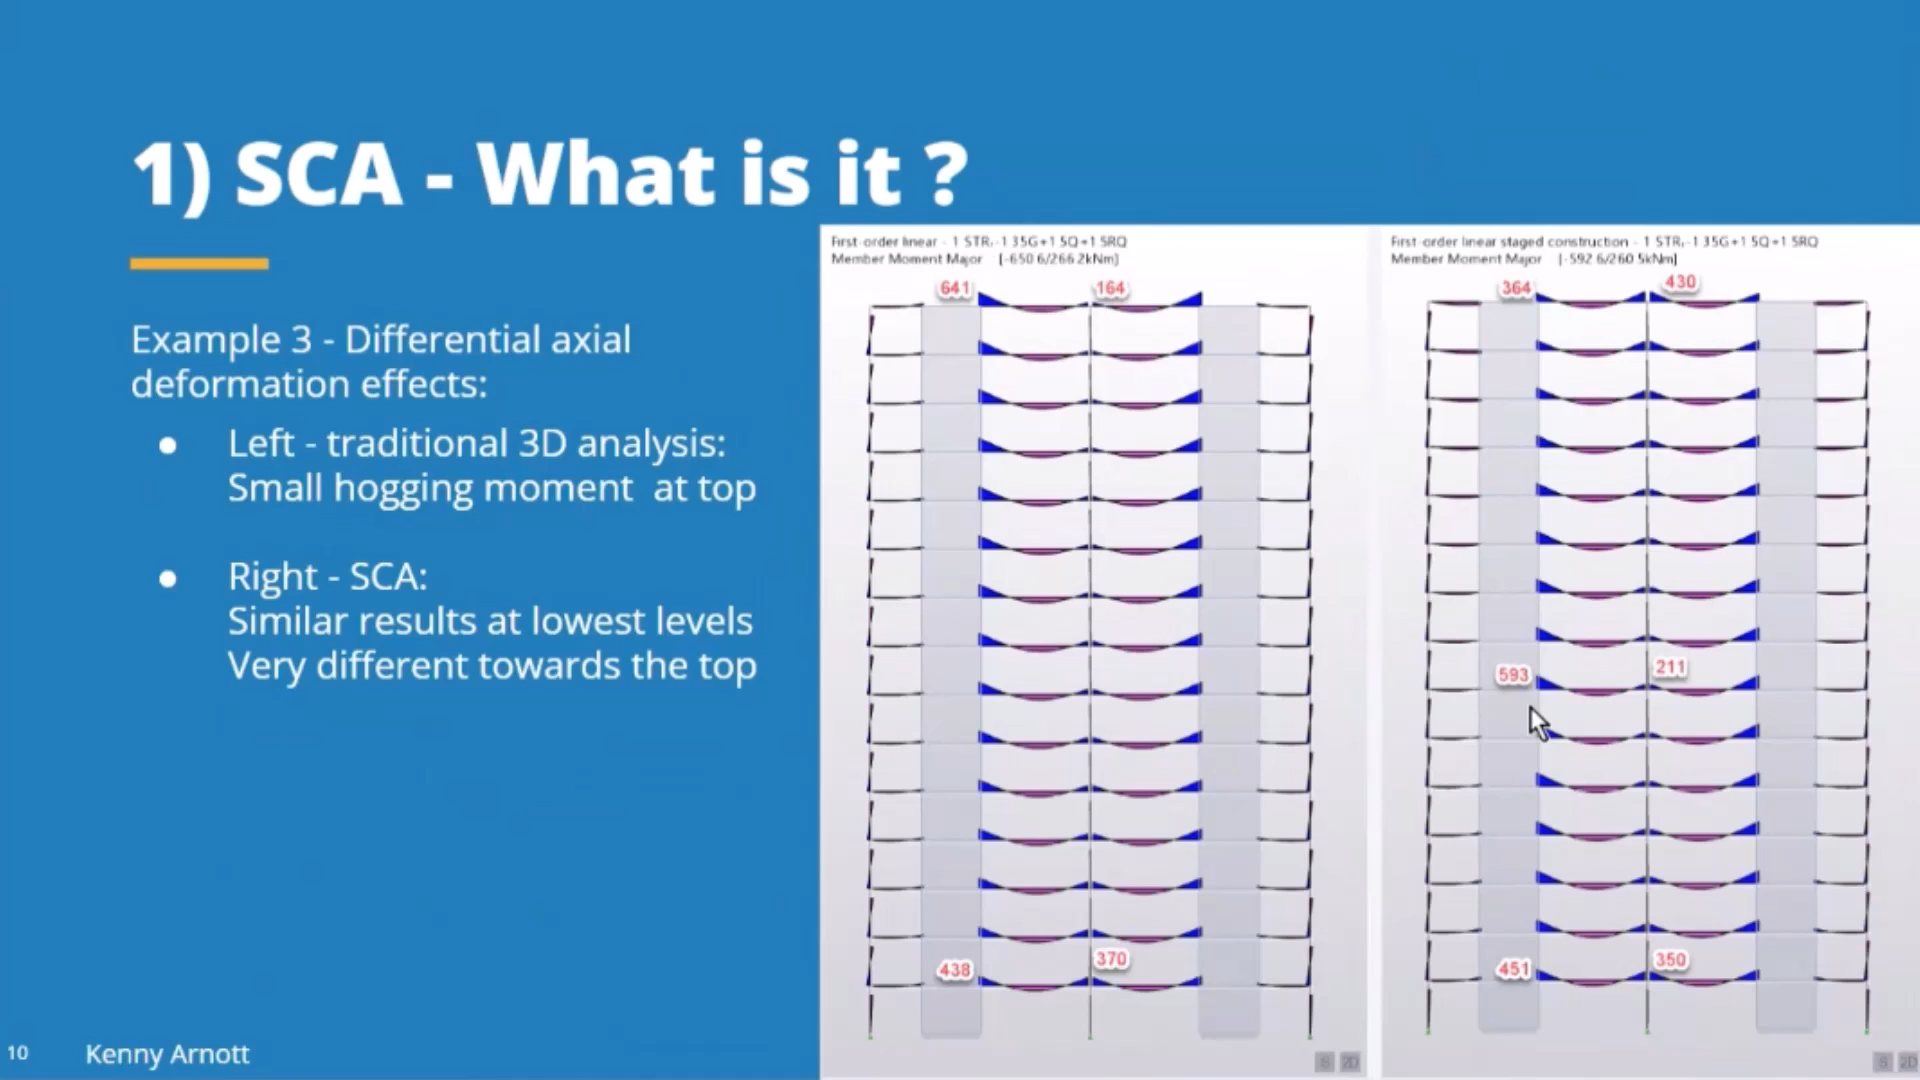 1) SCA - What is it ?
Example 3 - Differential axial
deformation effects:
● Left - traditional 3D analysis:
Small hogging moment at top
● Right - SCA:
Similar results at lowest levels
Very different towards the top
First-order linear - 1 STR₁-1 35G+1 5Q+1 5RQ
Member Moment Major [-650 6/266 2kNm]
641
164
438
370
First-order linear staged construction - 1 STR₁-1 35G+1 5Q+1 5RQ
Member Moment Major [-592 6/260 5kNm]
364
430
593
211
451
350
S 2D
S 2D
10 Kenny Arnott